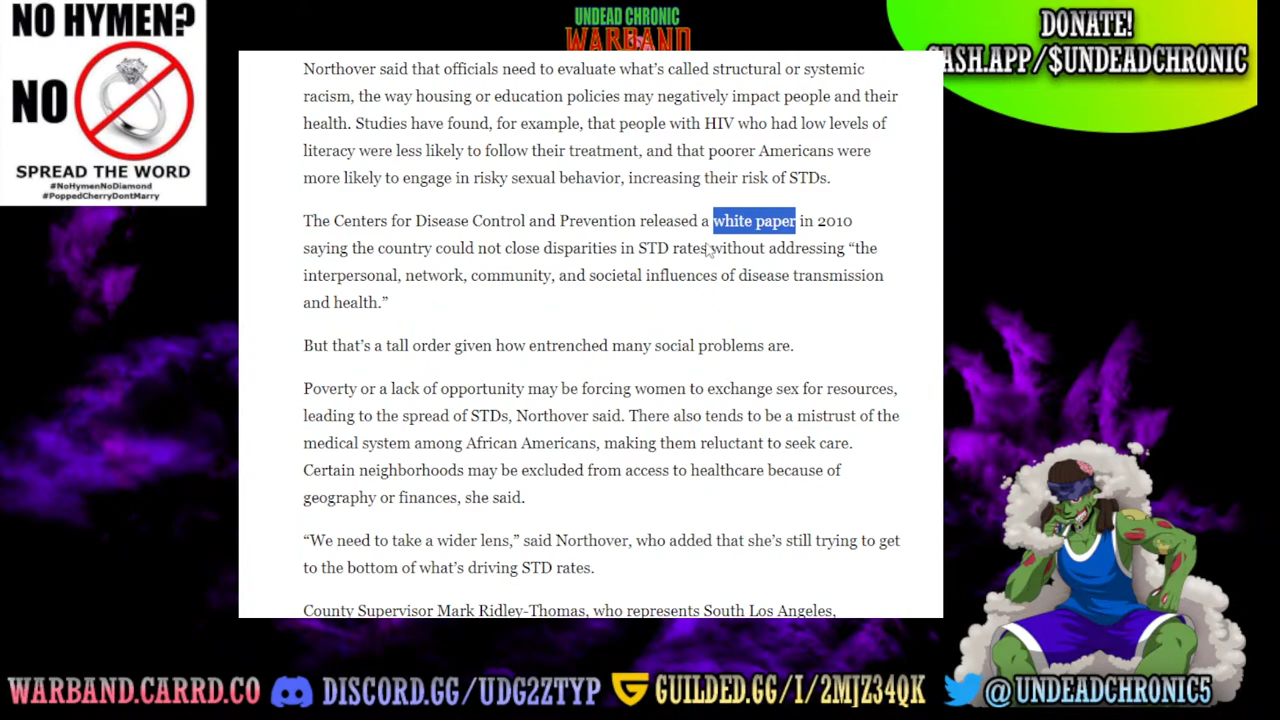 NO HYMEN?
NO
SPREAD THE WORD
#NoHymenNoDiamond
#PoppedCherryDontMarry
UNDEAD CHRONIC
WARBAND
DONATE!
CASH.APP/$UNDEADCHRONIC
Northover said that officials need to evaluate what's called structural or systemic
racism, the way housing or education policies may negatively impact people and their
health. Studies have found, for example, that people with HIV who had low levels of
literacy were less likely to follow their treatment, and that poorer Americans were
more likely to engage in risky sexual behavior, increasing their risk of STDs.
The Centers for Disease Control and Prevention released a white paper in 2010
saying the country could not close disparities in STD rates without addressing “the
interpersonal, network, community, and societal influences of disease transmission
and health.”
But that's a tall order given how entrenched many social problems are.
Poverty or a lack of opportunity may be forcing women to exchange sex for resources,
leading to the spread of STDs, Northover said. There also tends to be a mistrust of the
medical system among African Americans, making them reluctant to seek care.
Certain neighborhoods may be excluded from access to healthcare because of
geography or finances, she said.
“We need to take a wider lens,” said Northover, who added that she's still trying to get
to the bottom of what's driving STD rates.
County Supervisor Mark Ridley-Thomas, who represents South Los Angeles,
WARBAND.CARRD.CO
DISCORD.GG/UDG2ZTYP
GUILDED.GG/I/2MJZ34QK
@UNDEADCHRONIC5